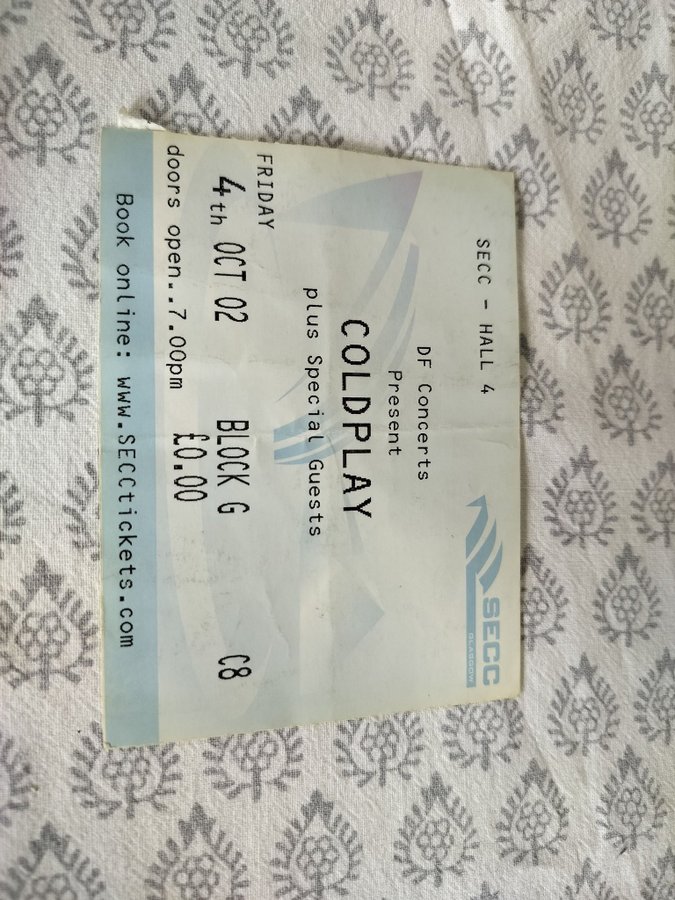 SECC - HALL 4
SECC
GLASGOW
DF Concerts
Present
COLDPLAY
plus Special Guests
FRIDAY
4th OCT 02 BLOCK G C8
£0.00
doors open..7.00pm
Book online: www.SECCtickets.com